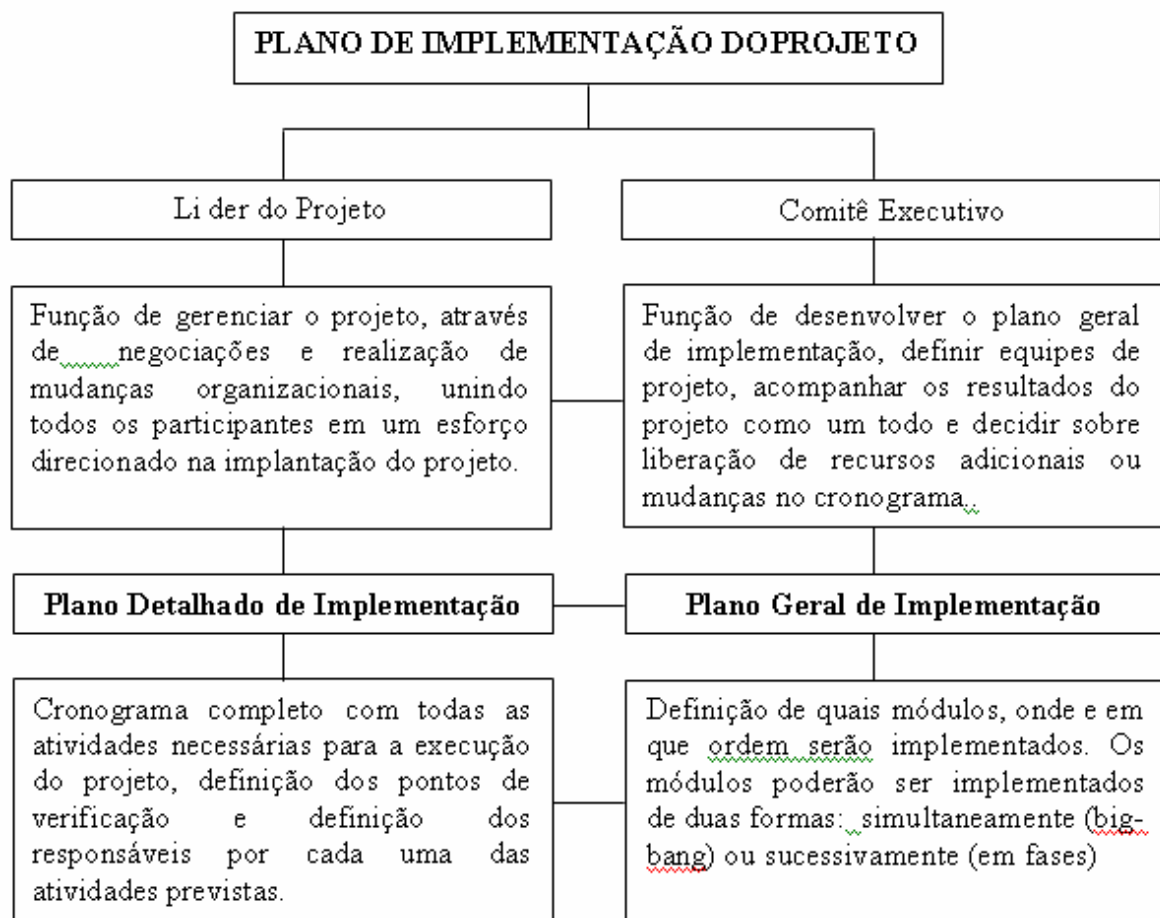 PLANO DE IMPLEMENTAÇÃO DOPROJETO
Li der do Projeto
Comitê Executivo
Função de gerenciar o projeto, através
de negociações e realização de
mudanças organizacionais, unindo
todos os participantes em um esforço
direcionado na implantação do projeto.
Função de desenvolver o plano geral
de implementação, definir equipes de
projeto, acompanhar os resultados do
projeto como um todo e decidir sobre
liberação de recursos adicionais ou
mudanças no cronograma..
Plano Detalhado de Implementação
Plano Geral de Implementação
Cronograma completo com todas as
atividades necessárias para a execução
do projeto, definição dos pontos de
verificação e definição dos
responsáveis por cada uma das
atividades previstas.
Definição de quais módulos, onde e em
que ordem serão implementados. Os
módulos poderão ser implementados
de duas formas: simultaneamente (big-
bang) ou sucessivamente (em fases)